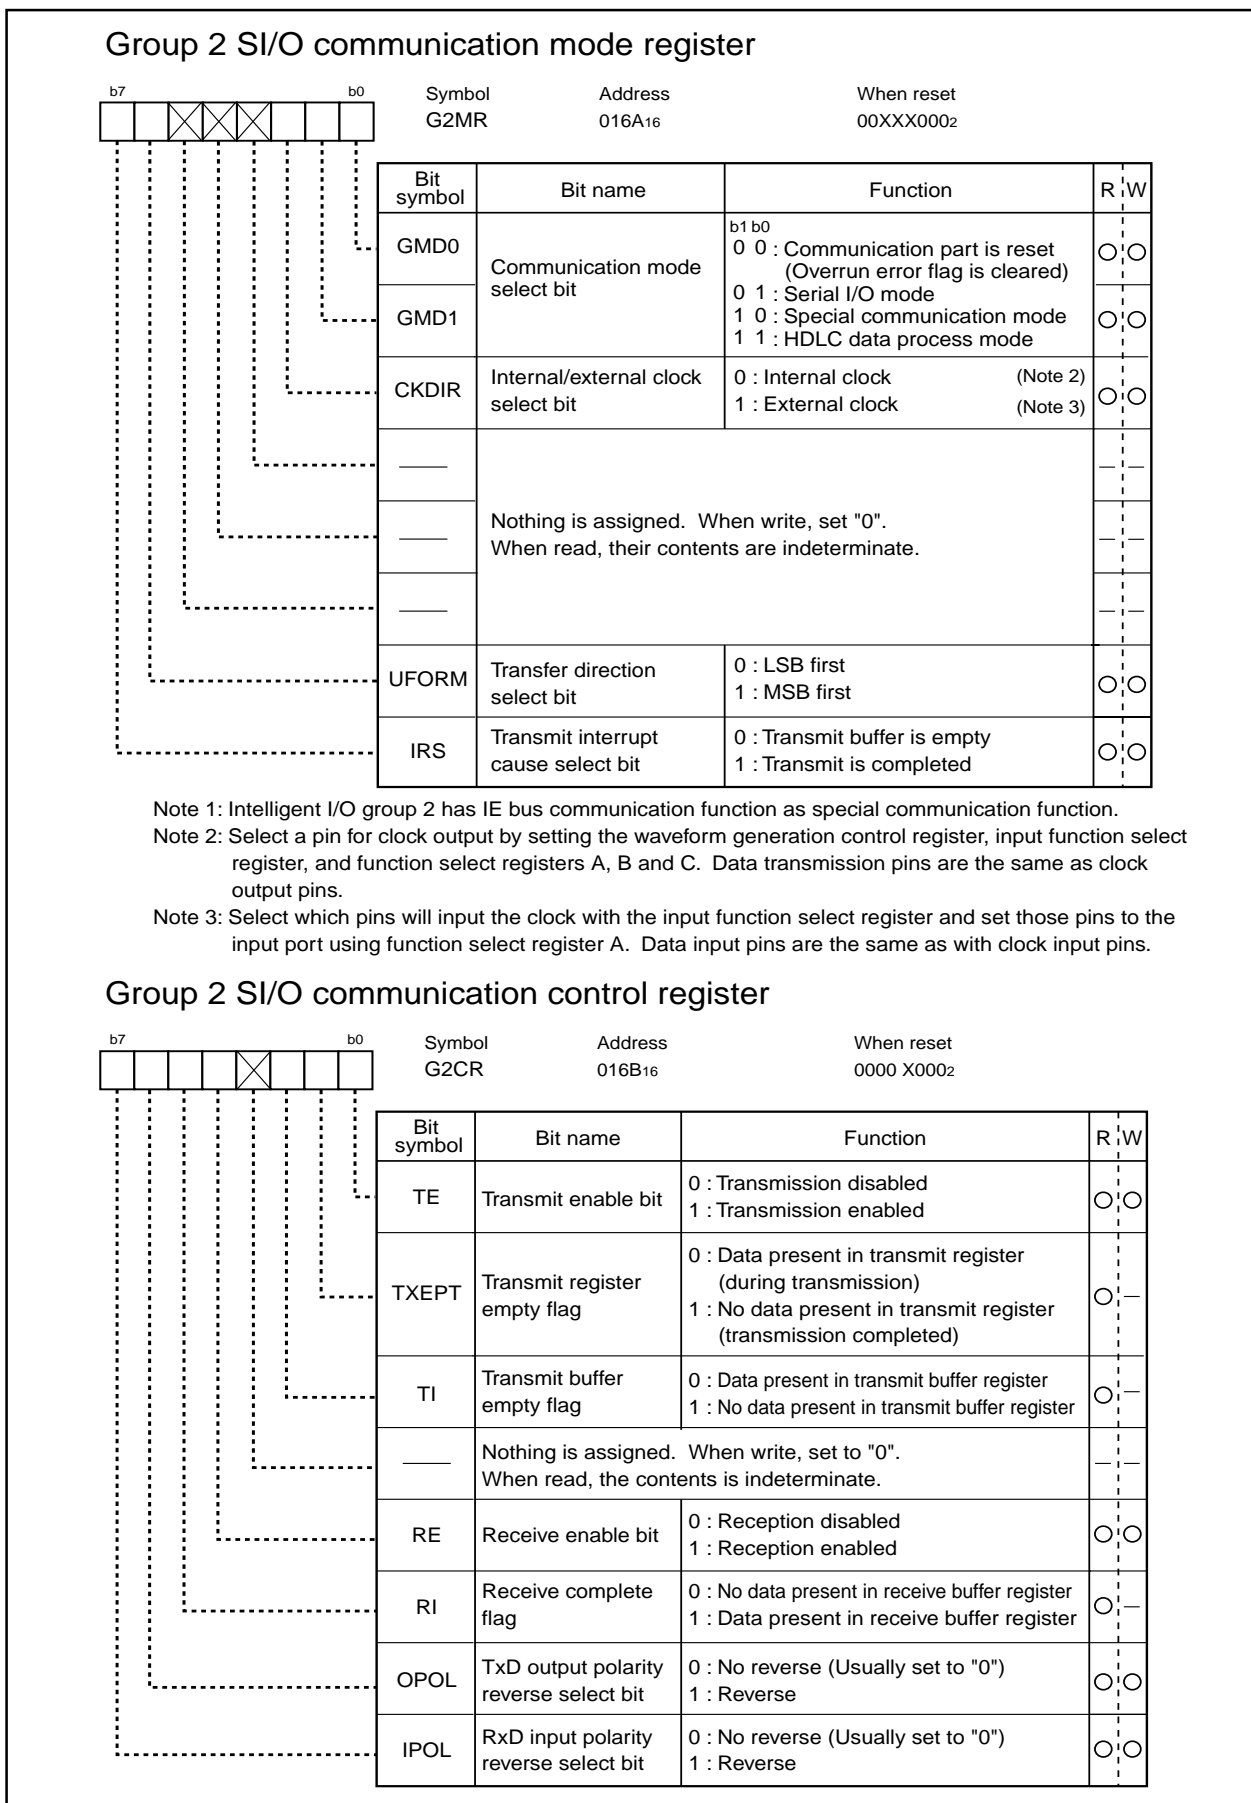 Group 2 SI/O communication mode register
b7 b0 Symbol Address When reset
G2MR 016A16 00XXX0002
Bit symbol Bit name Function R W
b1 b0
GMD0 Communication mode select bit 0 0 : Communication part is reset
(Overrun error flag is cleared)
0 1 : Serial I/O mode
GMD1 1 0 : Special communication mode
1 1 : HDLC data process mode
CKDIR Internal/external clock 0 : Internal clock (Note 2)
select bit 1 : External clock (Note 3)
Nothing is assigned. When write, set "0".
When read, their contents are indeterminate.
UFORM Transfer direction 0 : LSB first
select bit 1 : MSB first
IRS Transmit interrupt 0 : Transmit buffer is empty
cause select bit 1 : Transmit is completed
Note 1: Intelligent I/O group 2 has IE bus communication function as special communication function.
Note 2: Select a pin for clock output by setting the waveform generation control register, input function select
register, and function select registers A, B and C. Data transmission pins are the same as clock
output pins.
Note 3: Select which pins will input the clock with the input function select register and set those pins to the
input port using function select register A. Data input pins are the same as with clock input pins.
Group 2 SI/O communication control register
b7 b0 Symbol Address When reset
G2CR 016B16 0000 X0002
Bit symbol Bit name Function R W
TE Transmit enable bit 0 : Transmission disabled
1 : Transmission enabled
TXEPT Transmit register empty flag 0 : Data present in transmit register
(during transmission)
1 : No data present in transmit register
(transmission completed)
TI Transmit buffer 0 : Data present in transmit buffer register
empty flag 1 : No data present in transmit buffer register
Nothing is assigned. When write, set to "0".
When read, the contents is indeterminate.
RE Receive enable bit 0 : Reception disabled
1 : Reception enabled
RI Receive complete 0 : No data present in receive buffer register
flag 1 : Data present in receive buffer register
OPOL TxD output polarity 0 : No reverse (Usually set to "0")
reverse select bit 1 : Reverse
IPOL RxD input polarity 0 : No reverse (Usually set to "0")
reverse select bit 1 : Reverse